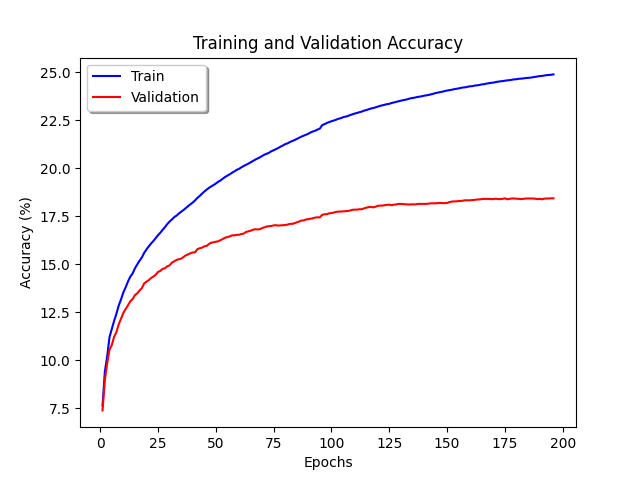 Training and Validation Accuracy
Train
Validation
25.0
22.5
20.0
17.5
15.0
12.5
10.0
7.5
Accuracy (%)
0 25 50 75 100 125 150 175 200
Epochs